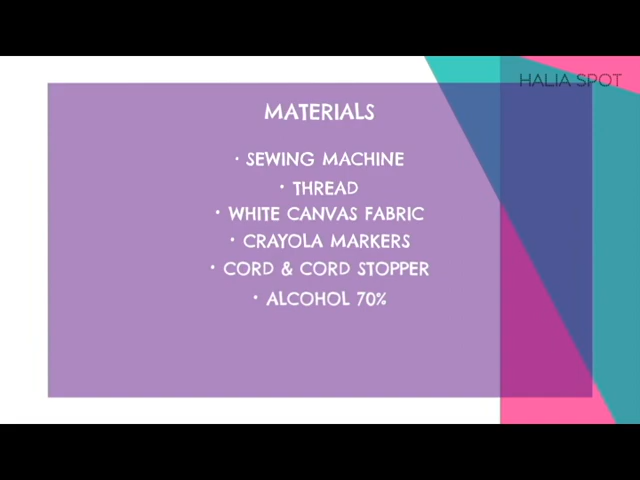 HALIA SPOT
MATERIALS
• SEWING MACHINE
• THREAD
• WHITE CANVAS FABRIC
• CRAYOLA MARKERS
• CORD & CORD STOPPER
• ALCOHOL 70%